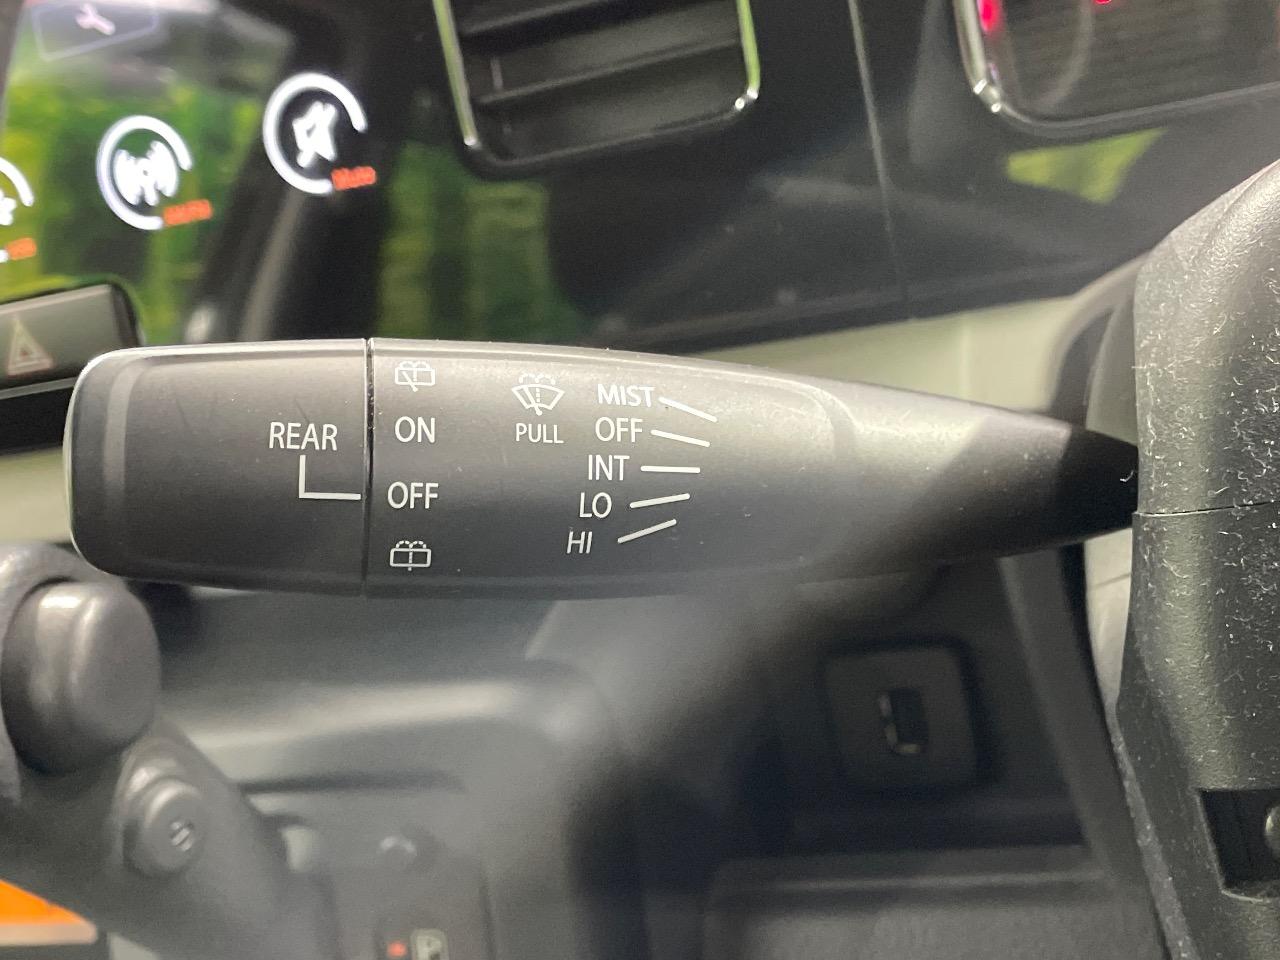 REAR
ON
OFF
PULL
MIST
OFF
INT
LO
HI